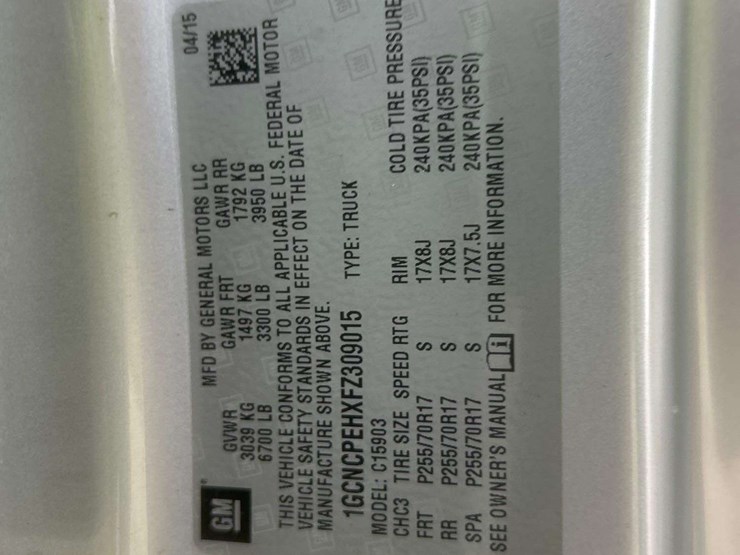 GM
MFD BY GENERAL MOTORS LLC 04/15
GVWR GAWR FRT GAWR RR
3039 KG 1497 KG 1792 KG
6700 LB 3300 LB 3950 LB
THIS VEHICLE CONFORMS TO ALL APPLICABLE U.S. FEDERAL MOTOR
VEHICLE SAFETY STANDARDS IN EFFECT ON THE DATE OF
MANUFACTURE SHOWN ABOVE.
1GCNCPEHXFZ309015 TYPE: TRUCK
MODEL: C15903
CHC3 TIRE SIZE SPEED RTG RIM COLD TIRE PRESSURE
FRT P255/70R17 S 17X8J 240KPA(35PSI)
RR P255/70R17 S 17X8J 240KPA(35PSI)
SPA P255/70R17 S 17X7.5J 240KPA(35PSI)
SEE OWNER'S MANUAL i FOR MORE INFORMATION.